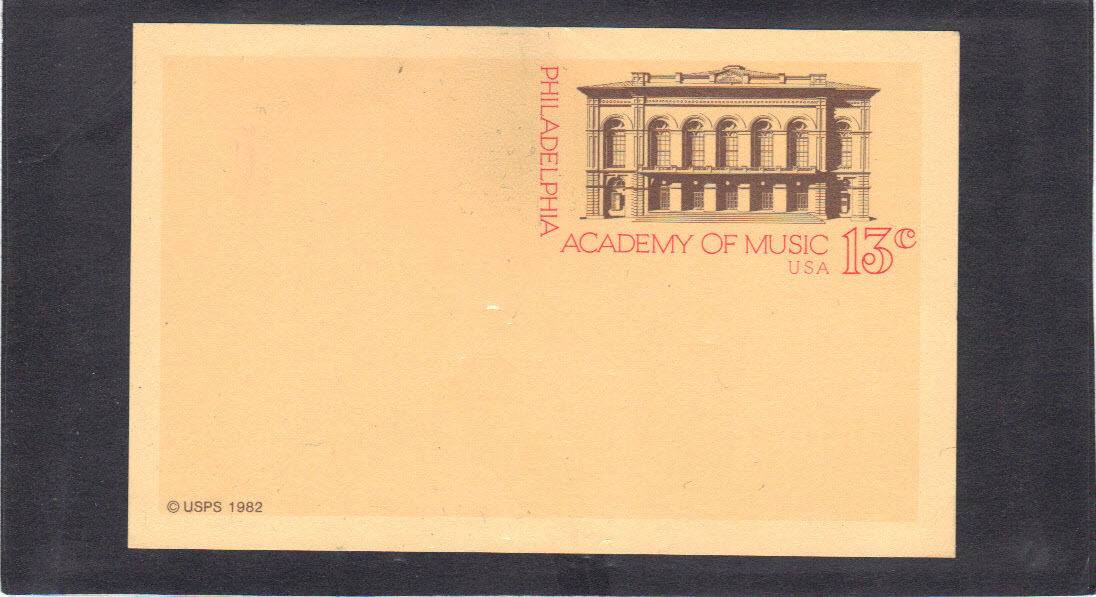 PHILADELPHIA
ACADEMY OF MUSIC 13c
USA
© USPS 1982